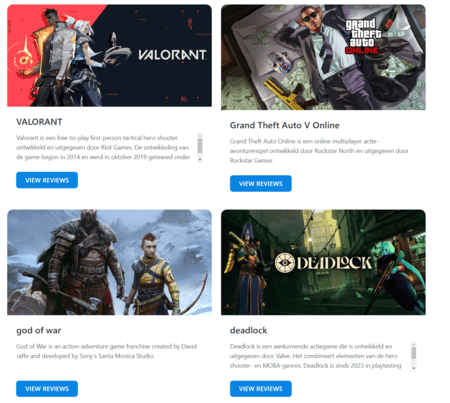 VALORANT
grand
theft
auto
ONLINE
VALORANT
Valorant is een free-to-play first-person tactical hero shooter
ontwikkeld en uitgegeven door Riot Games. De ontwikkeling van
de game begon in 2014 en werd in oktober 2019 geteased onder
VIEW REVIEWS
Grand Theft Auto V Online
Grand Theft Auto Online is een online multiplayer actie-
avonturenspel ontwikkeld door Rockstar North en uitgegeven door
Rockstar Games
VIEW REVIEWS
DEADLOCK
god of war
God of War is an action-adventure game franchise created by David
Jaffe and developed by Sony's Santa Monica Studio.
VIEW REVIEWS
deadlock
Deadlock is een aankomende actiegame die is ontwikkeld en
uitgegeven door Valve. Het combineert elementen van de hero
shooter- en MOBA-genres. Deadlock is sinds 2023 in playtesting
VIEW REVIEWS